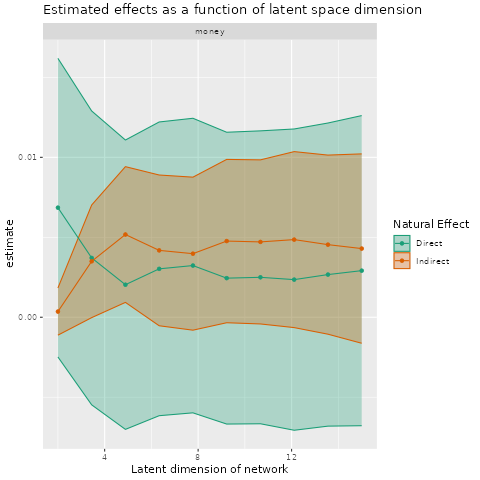 Estimated effects as a function of latent space dimension
money
0.01
0.00
estimate
4 8 12
Latent dimension of network
Natural Effect
Direct
Indirect